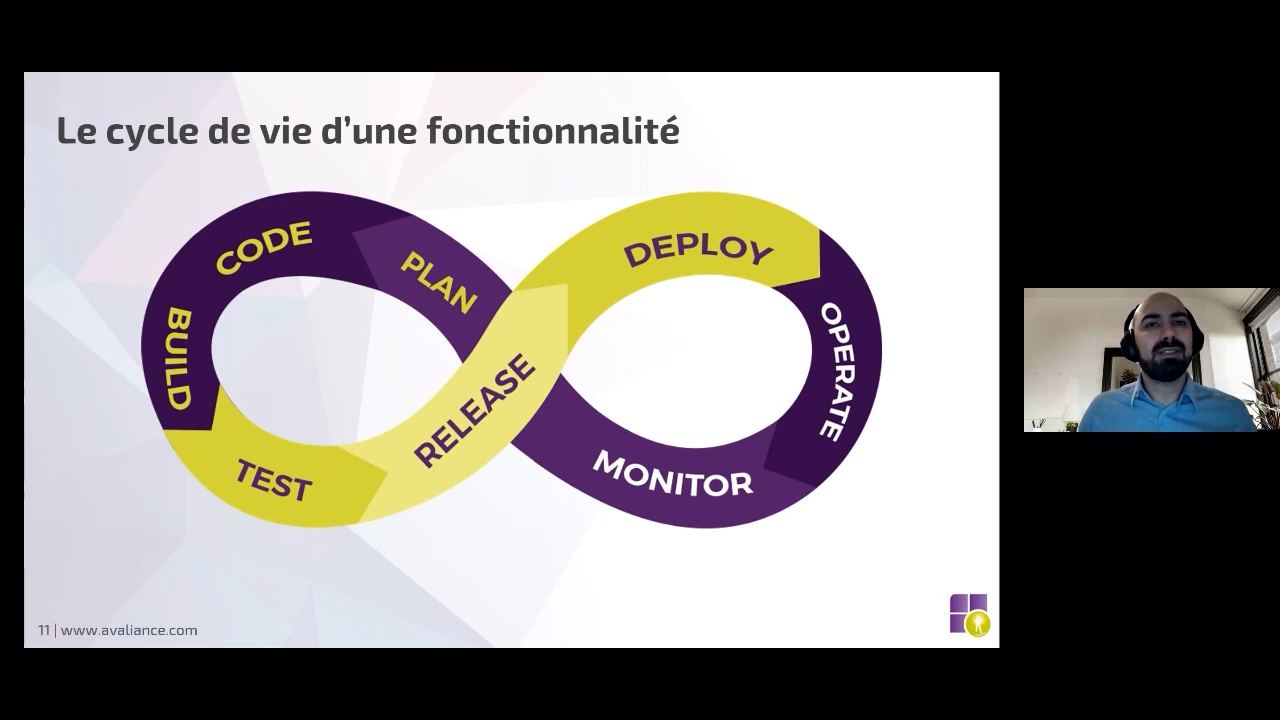 Le cycle de vie d'une fonctionnalité
PLAN
CODE
BUILD
TEST
RELEASE
DEPLOY
OPERATE
MONITOR
11 | www.avaliance.com